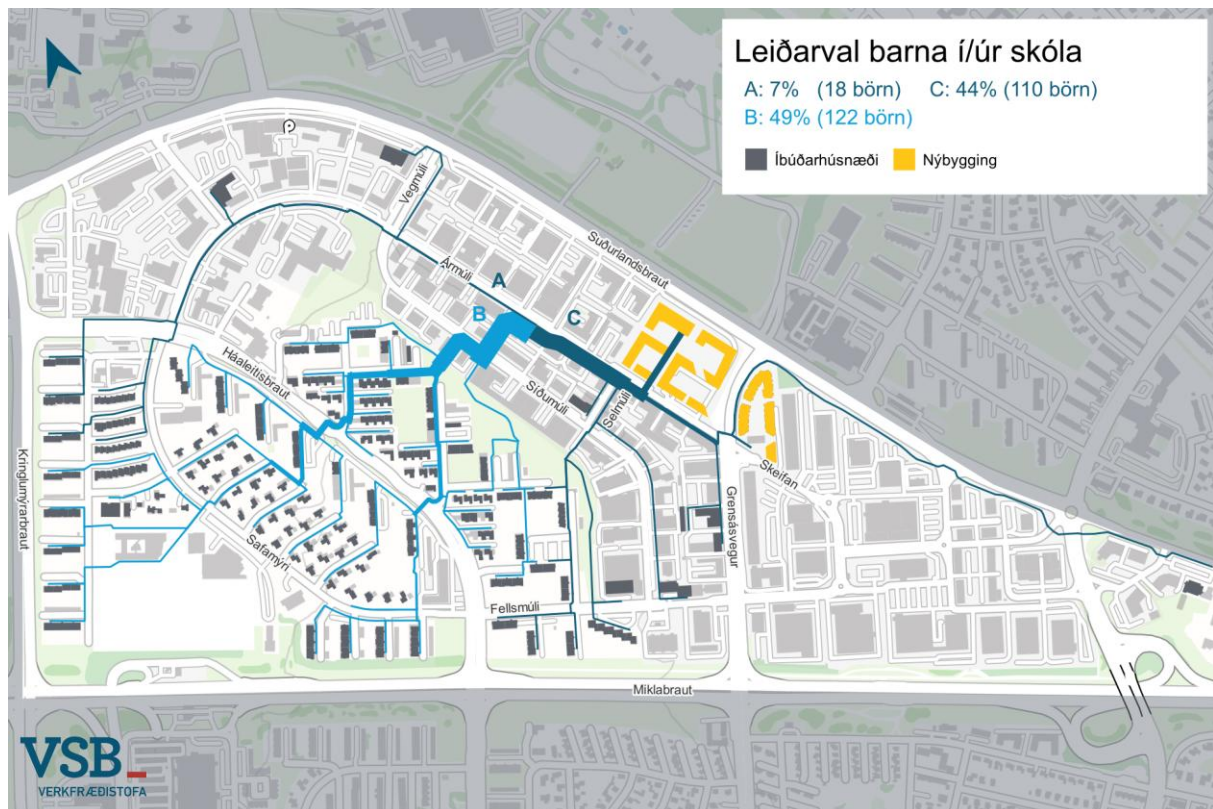 Leiðarval barna í/úr skóla
A: 7% (18 börn) C: 44% (110 börn)
B: 49% (122 börn)
Íbúðarhúsnæði Nýbygging
Vegmúli
Suðurlandsbraut
Ármúli
A
B
C
Háaleitisbraut
Síðumúli
Selmúli
Skeifan
Kringlumýrarbraut
Grensásvegur
Safamýri
Fellsmúli
Miklabraut
VSB
VERKFRÆÐISTOFA